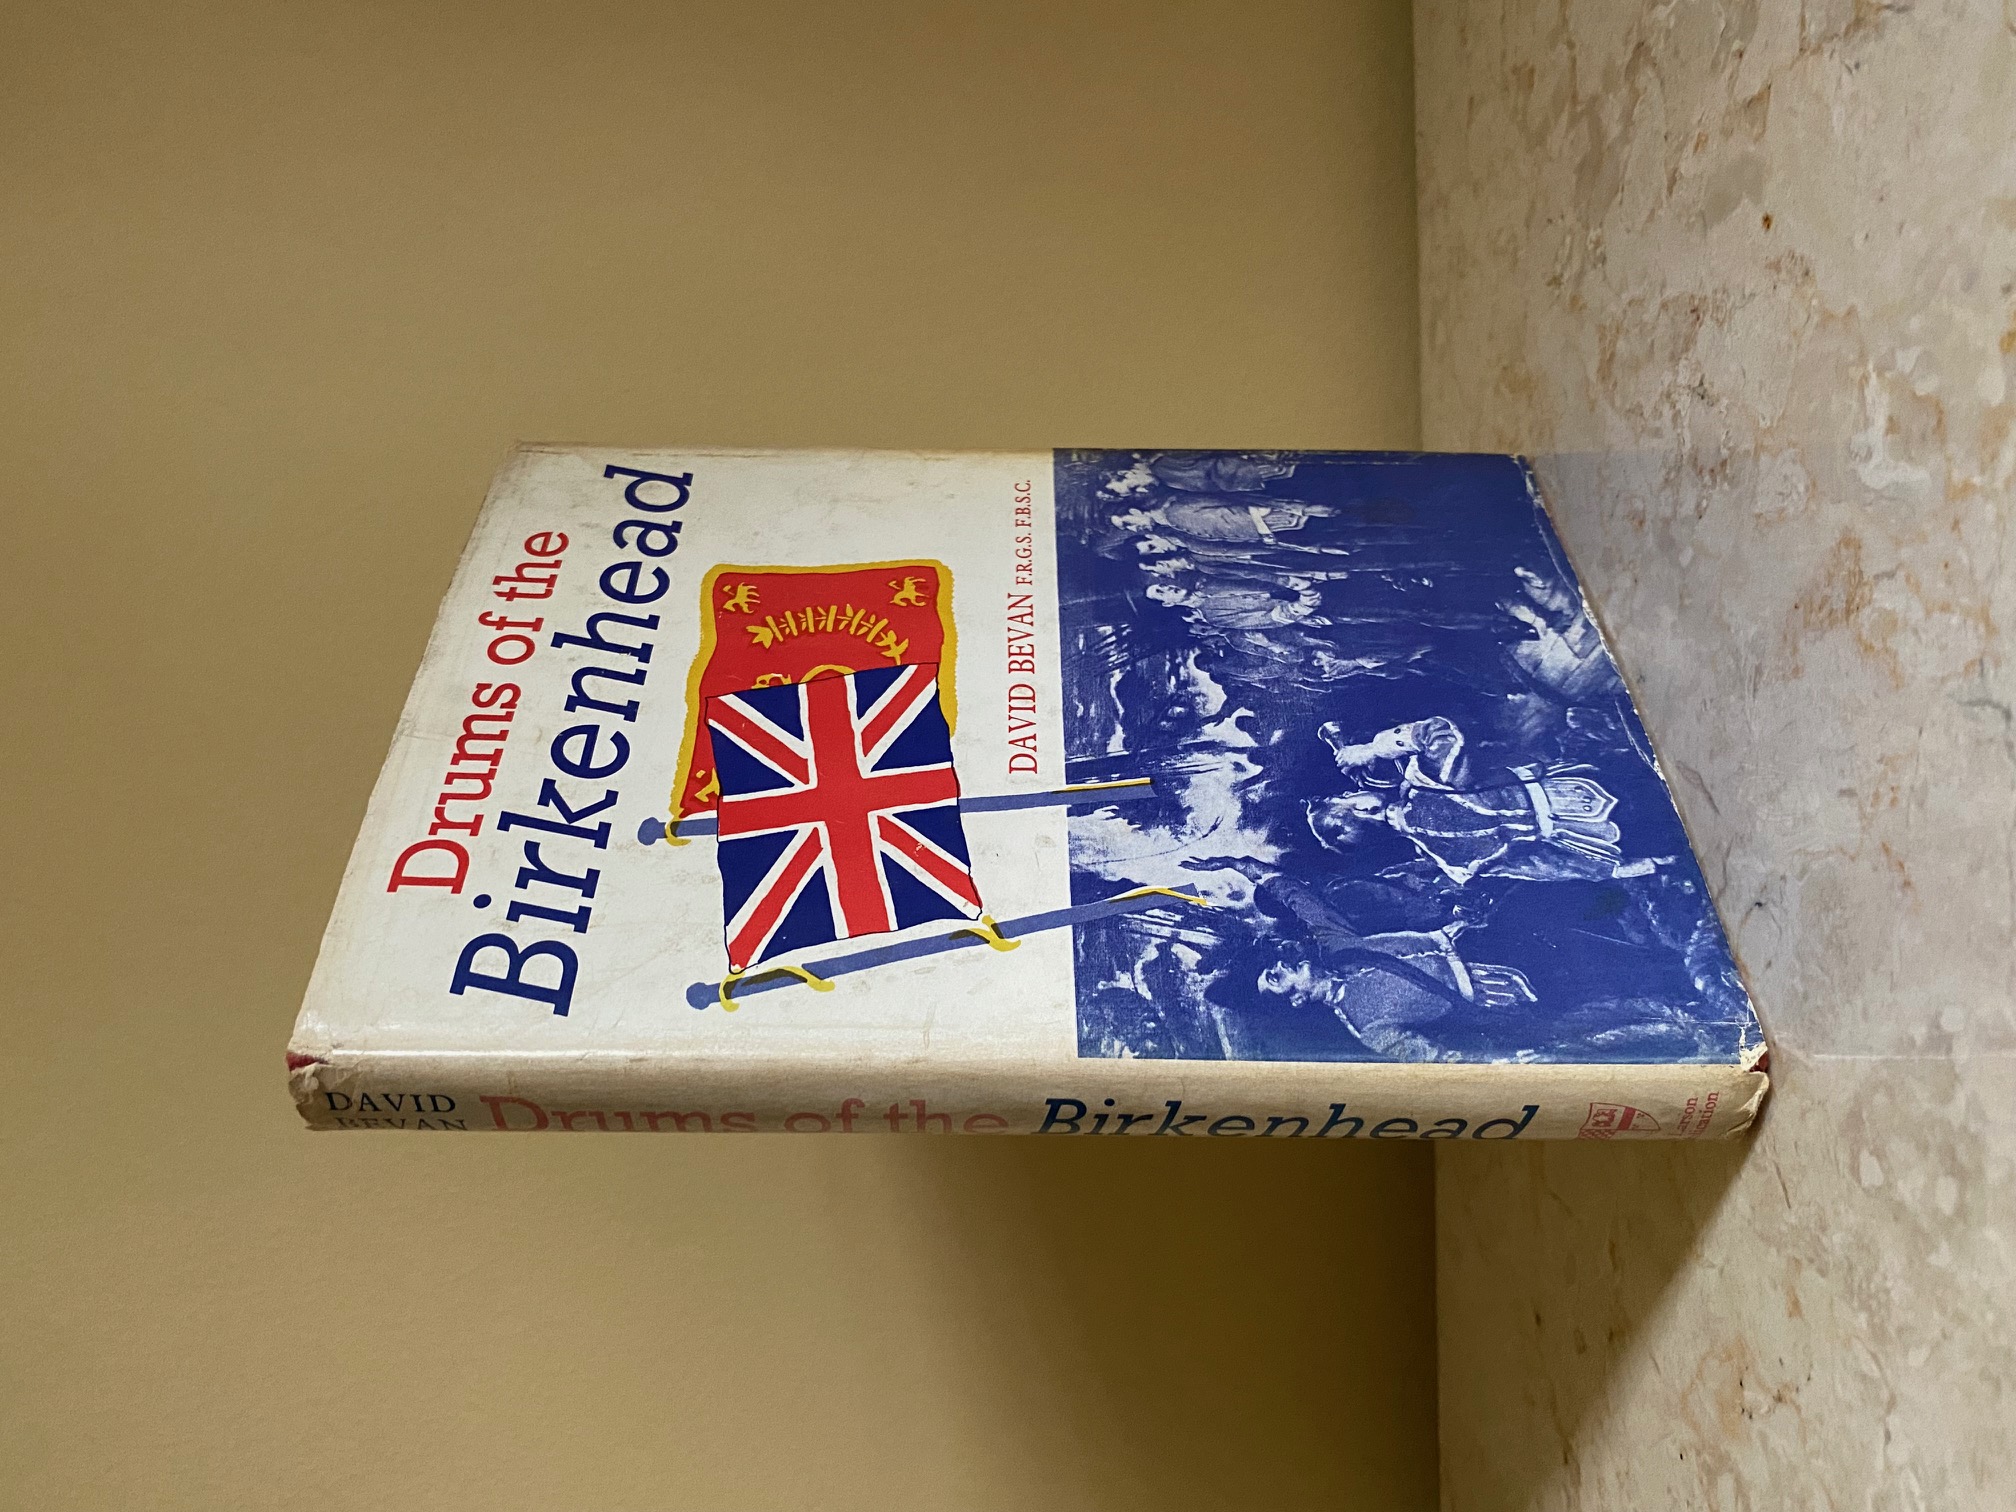 Drums of the
Birkenhead
DAVID BEVAN F.R.G.S. F.B.S.C.
DAVID
BEVAN
Drums of the Birkenhead